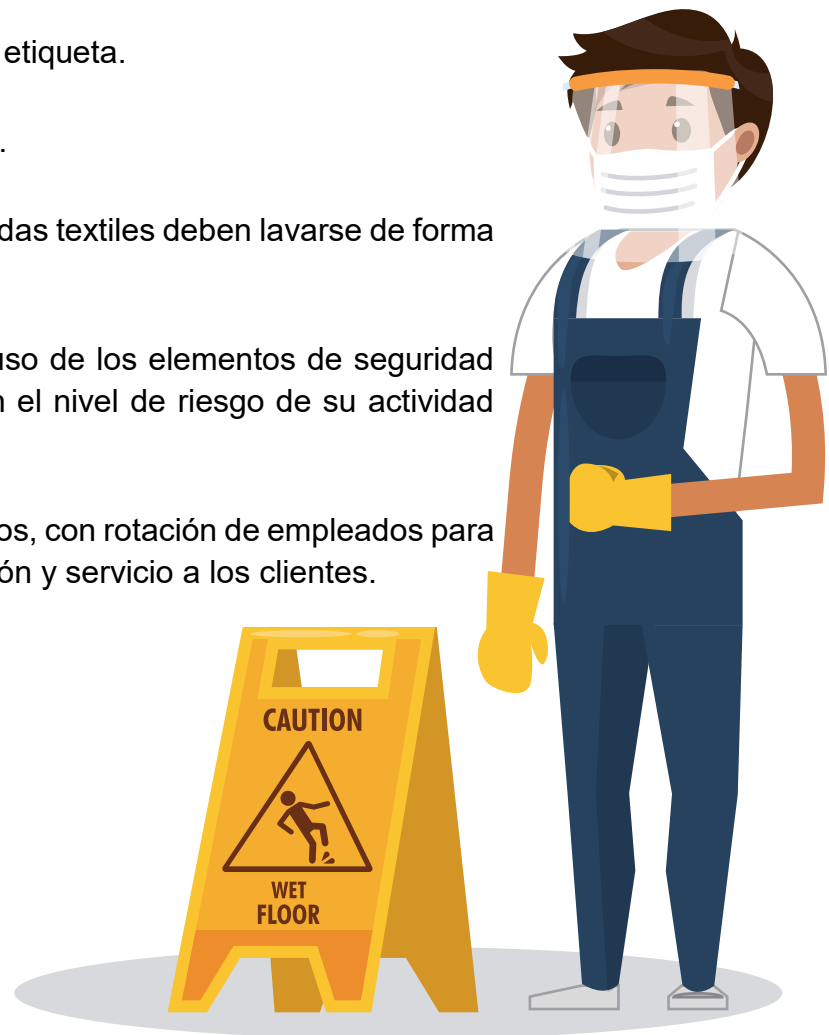 etiqueta.
.
das textiles deben lavarse de forma
uso de los elementos de seguridad
el nivel de riesgo de su actividad
os, con rotación de empleados para
ón y servicio a los clientes.
CAUTION
WET
FLOOR